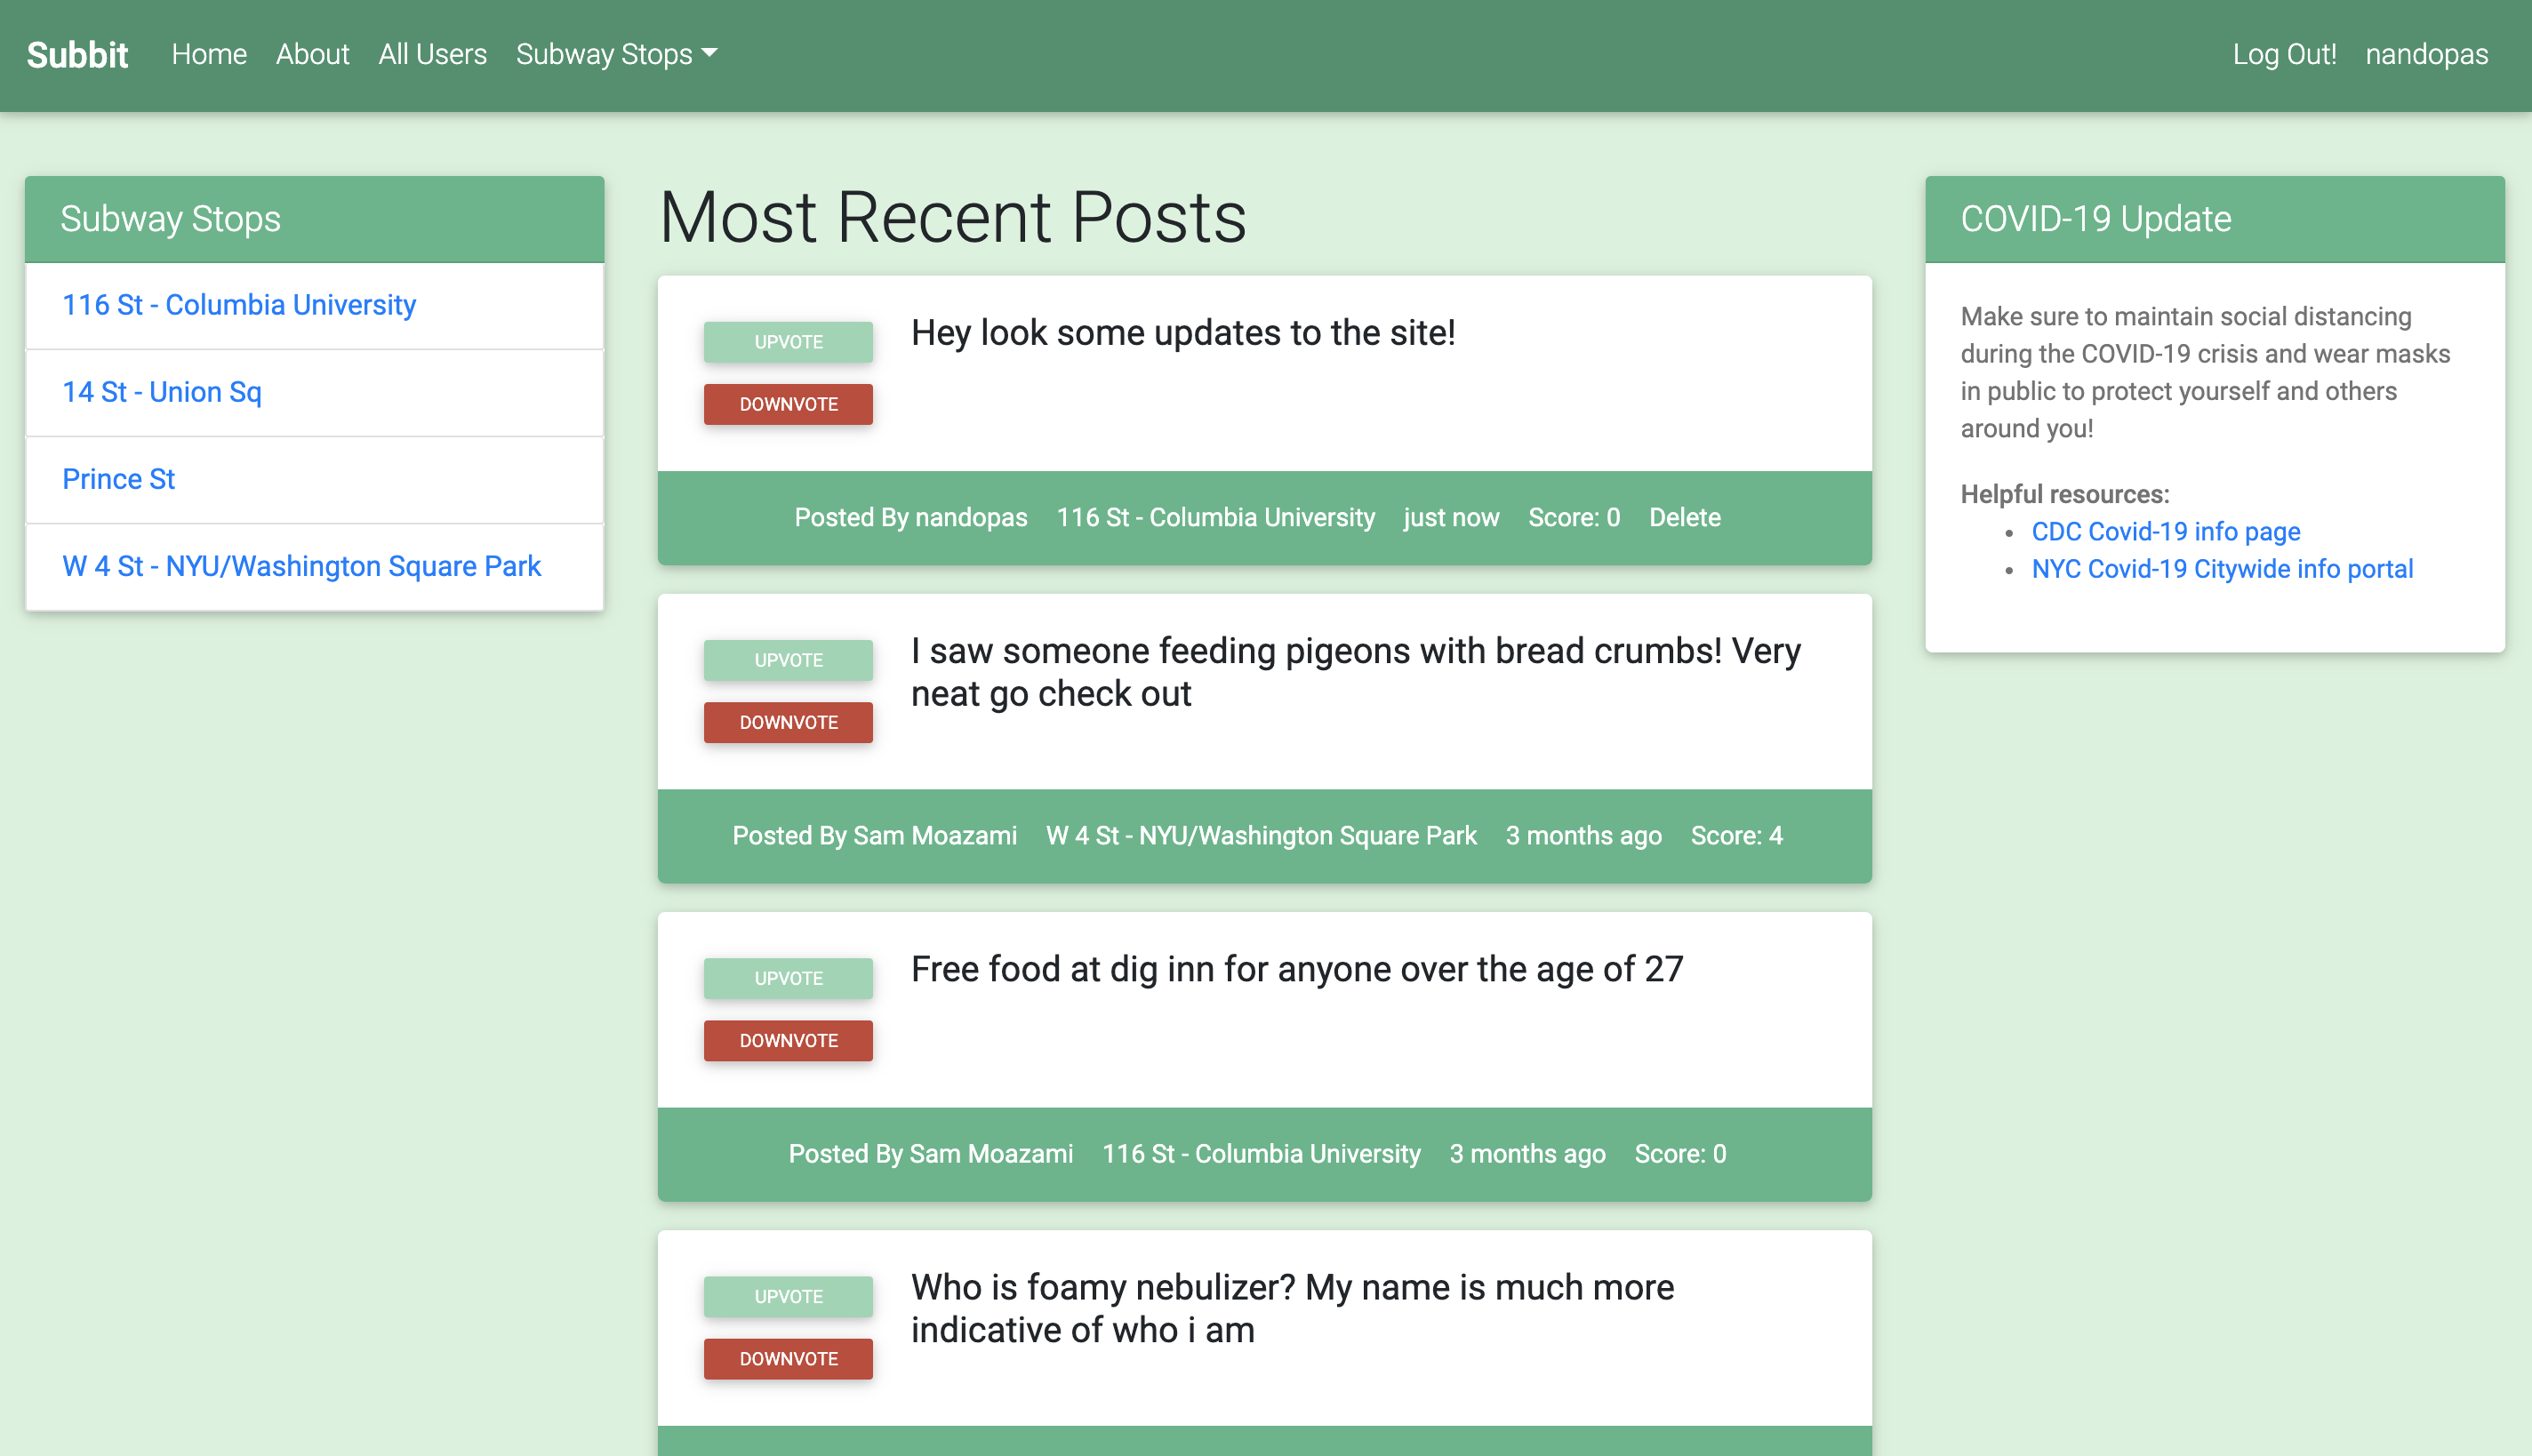 Subbit Home About All Users Subway Stops Log Out! nandopas
Subway Stops
116 St - Columbia University
14 St - Union Sq
Prince St
W 4 St - NYU/Washington Square Park
Most Recent Posts
UPVOTE
DOWNVOTE
Hey look some updates to the site!
Posted By nandopas 116 St - Columbia University just now Score: 0 Delete
UPVOTE
DOWNVOTE
I saw someone feeding pigeons with bread crumbs! Very
neat go check out
Posted By Sam Moazami W 4 St - NYU/Washington Square Park 3 months ago Score: 4
UPVOTE
DOWNVOTE
Free food at dig inn for anyone over the age of 27
Posted By Sam Moazami 116 St - Columbia University 3 months ago Score: 0
UPVOTE
DOWNVOTE
Who is foamy nebulizer? My name is much more
indicative of who i am
COVID-19 Update
Make sure to maintain social distancing
during the COVID-19 crisis and wear masks
in public to protect yourself and others
around you!
Helpful resources:
• CDC Covid-19 info page
• NYC Covid-19 Citywide info portal